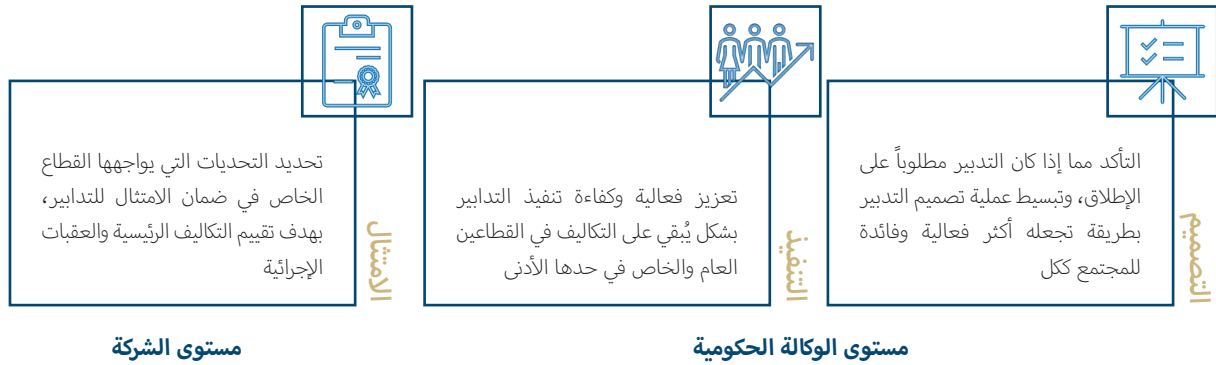 التأكد مما إذا كان التدبير مطلوباً على
الإطلاق، وتبسيط عملية تصميم التدبير
بطريقة تجعله أكثر فعالية وفائدة
للمجتمع ككل
التصميم
تعزيز فعالية وكفاءة تنفيذ التدابير
بشكل يُبقي على التكاليف في القطاعين
العام والخاص في حدها الأدنى
التنفيذ
تحديد التحديات التي يواجهها القطاع
الخاص في ضمان الامتثال للتدابير،
بهدف تقييم التكاليف الرئيسية والعقبات
الإجرائية
الامتثال
مستوى الوكالة الحكومية
مستوى الشركة